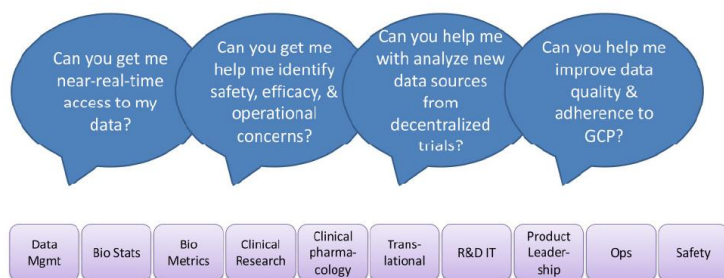 Can you get me
near-real-time
access to my
data?
Can you get me
help me identify
safety, efficacy, &
operational
concerns?
Can you help me
with analyze new
data sources
from
decentralized
trials?
Can you help me
improve data
quality &
adherence to
GCP?
Data
Mgmt
Bio Stats
Bio
Metrics
Clinical
Research
Clinical
pharma-
cology
Trans-
lational
R&D IT
Product
Leader-
ship
Ops
Safety